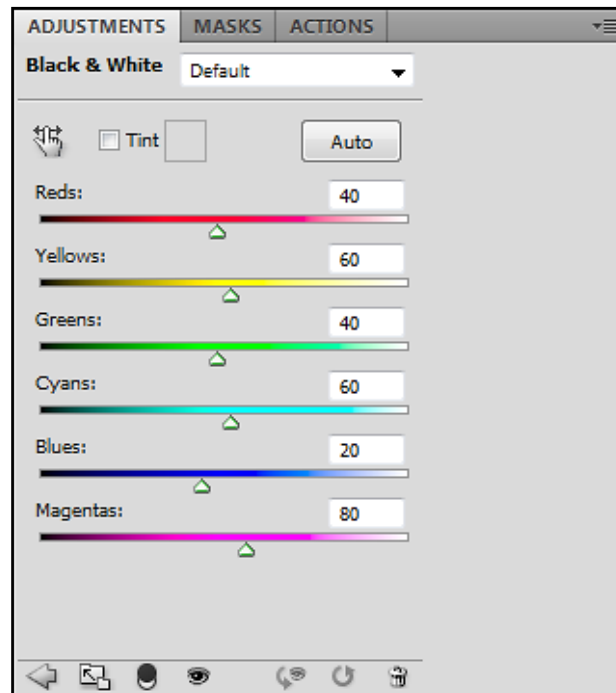 ADJUSTMENTS MASKS ACTIONS
Black & White Default
Tint Auto
Reds: 40
Yellows: 60
Greens: 40
Cyans: 60
Blues: 20
Magentas: 80